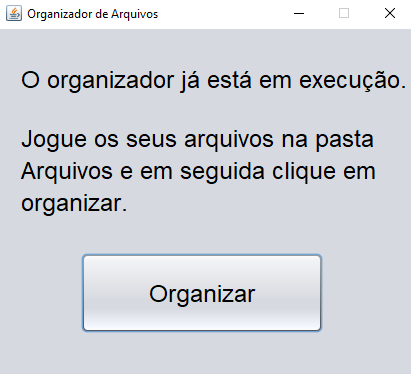 Organizador de Arquivos
O organizador já está em execução.
Jogue os seus arquivos na pasta
Arquivos e em seguida clique em
organizar.
Organizar